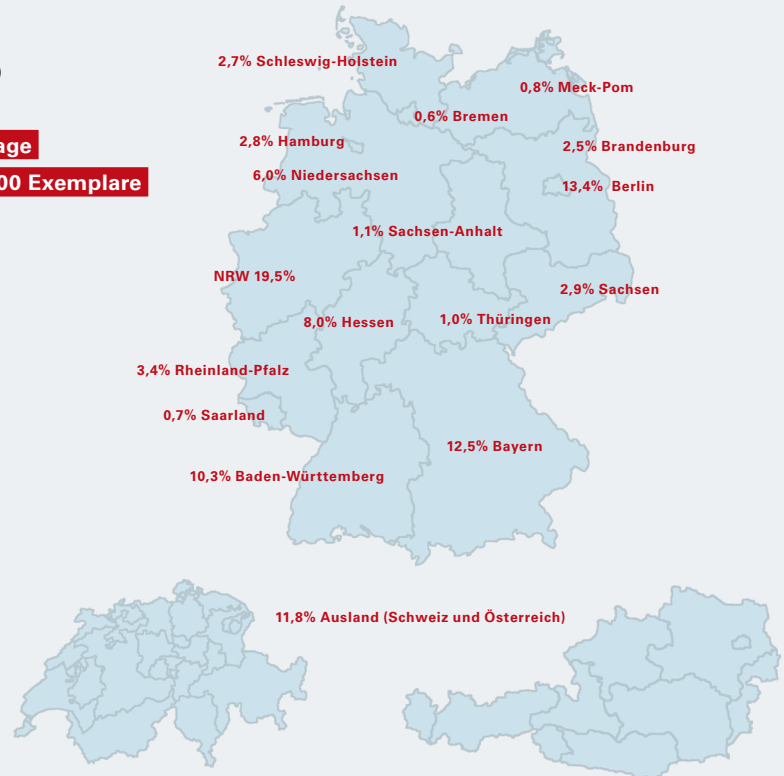 2,7% Schleswig-Holstein
0,8% Meck-Pom
0,6% Bremen
2,8% Hamburg
2,5% Brandenburg
6,0% Niedersachsen
13,4% Berlin
00 Exemplare
1,1% Sachsen-Anhalt
NRW 19,5%
2,9% Sachsen
8,0% Hessen
1,0% Thüringen
3,4% Rheinland-Pfalz
0,7% Saarland
12,5% Bayern
10,3% Baden-Württemberg
11,8% Ausland (Schweiz und Österreich)